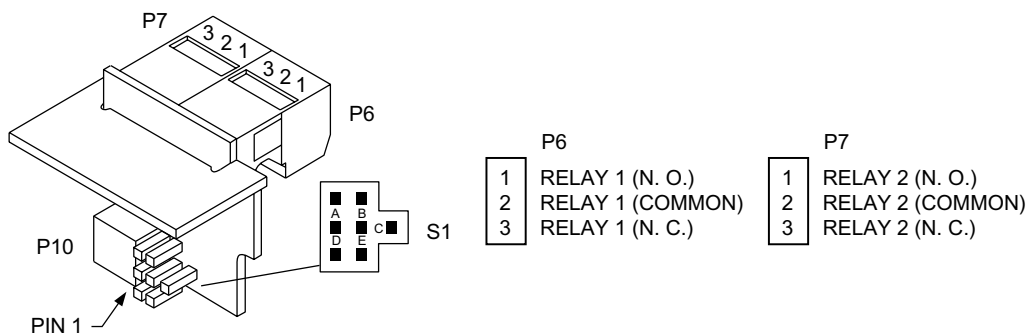 P7
3 2 1
3 2 1
P6
A B
C
D E
S1
P10
PIN 1
P6
1 RELAY 1 (N. O.)
2 RELAY 1 (COMMON)
3 RELAY 1 (N. C.)
P7
1 RELAY 2 (N. O.)
2 RELAY 2 (COMMON)
3 RELAY 2 (N. C.)